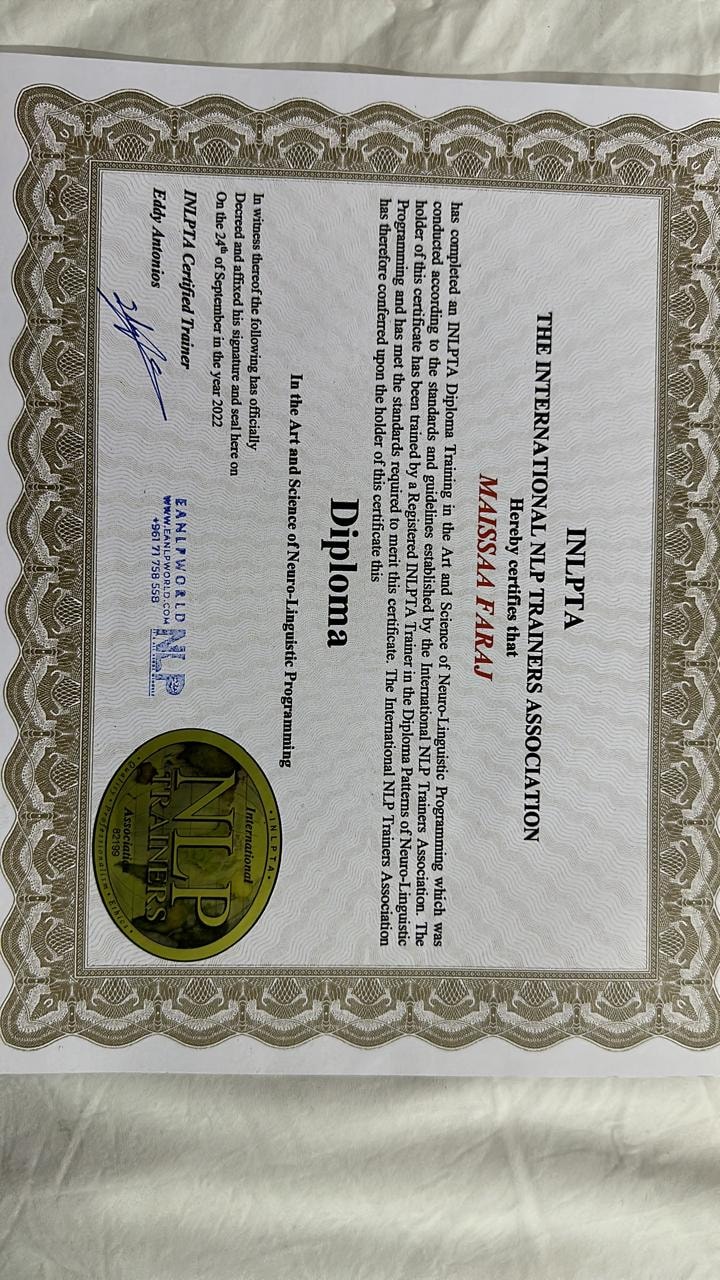 INLPTA
THE INTERNATIONAL NLP TRAINERS ASSOCIATION
Hereby certifies that
MAISSAA FARAJ
has completed an INLPTA Diploma Training in the Art and Science of Neuro-Linguistic Programming which was
conducted according to the standards and guidelines established by the International NLP Trainers Association. The
holder of this certificate has been trained by a Registered INLPTA Trainer in the Diploma Patterns of Neuro-Linguistic
Programming and has met the standards required to merit this certificate. The International NLP Trainers Association
has therefore conferred upon the holder of this certificate this
Diploma
In the Art and Science of Neuro-Linguistic Programming
In witness thereof the following has officially
Decreed and affixed his signature and seal here on
On the 24th of September in the year 2022
INLPTA Certified Trainer
Eddy Antonios
EANLPWORLD
WWW.EANLPWORLD.COM
+961 71 758 558
NLP
• INLPTA •
International
NLP
TRAINERS
Association
82199
Quality • Professionalism • Ethics